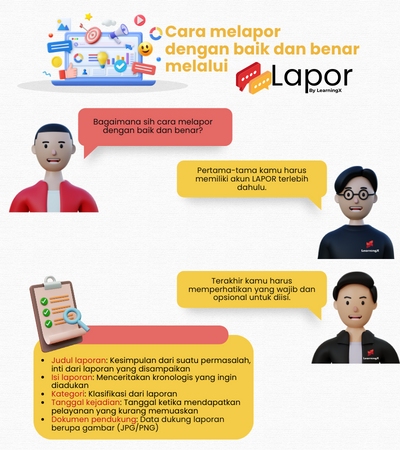 Cara melapor
dengan baik dan benar
melalui
Lapor
By LearningX
Bagaimana sih cara melapor
dengan baik dan benar?
Pertama-tama kamu harus
memiliki akun LAPOR terlebih
dahulu.
LearningX
Terakhir kamu harus
memperhatikan yang wajib dan
opsional untuk diisi.
LearningX
Judul laporan: Kesimpulan dari suatu permasalah,
inti dari laporan yang disampaikan
Isi laporan: Menceritakan kronologis yang ingin
diadukan
Kategori: Klasifikasi dari laporan
Tanggal kejadian: Tanggal ketika mendapatkan
pelayanan yang kurang memuaskan
Dokumen pendukung: Data dukung laporan
berupa gambar (JPG/PNG)